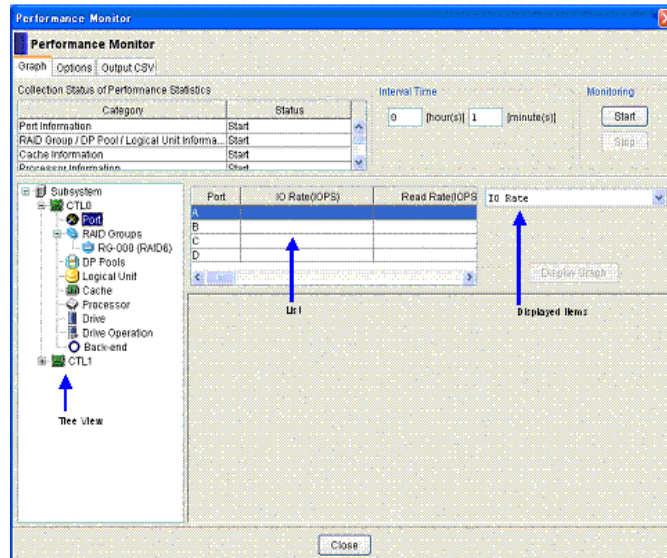 Performance Monitor
Performance Monitor
Graph Options Output CSV
Collection Status of Performance Statistics
Category Status
Port Information Start
RAID Group / DP Pool / Logical Unit Informa... Start
Cache Information Start
Processor Information Start
Interval Time
0 [hour(s)] 1 [minute(s)]
Monitoring
Start
Stop
Subsystem
CTL0
Port
RAID Groups
RG-000 (RAID6)
DP Pools
Logical Unit
Cache
Processor
Drive
Drive Operation
Back-end
CTL1
Tree View
Port IO Rate(IOPS) Read Rate(IOPS
A
B
C
D
List
IO Rate
Display Graph
Displayed Items
Close